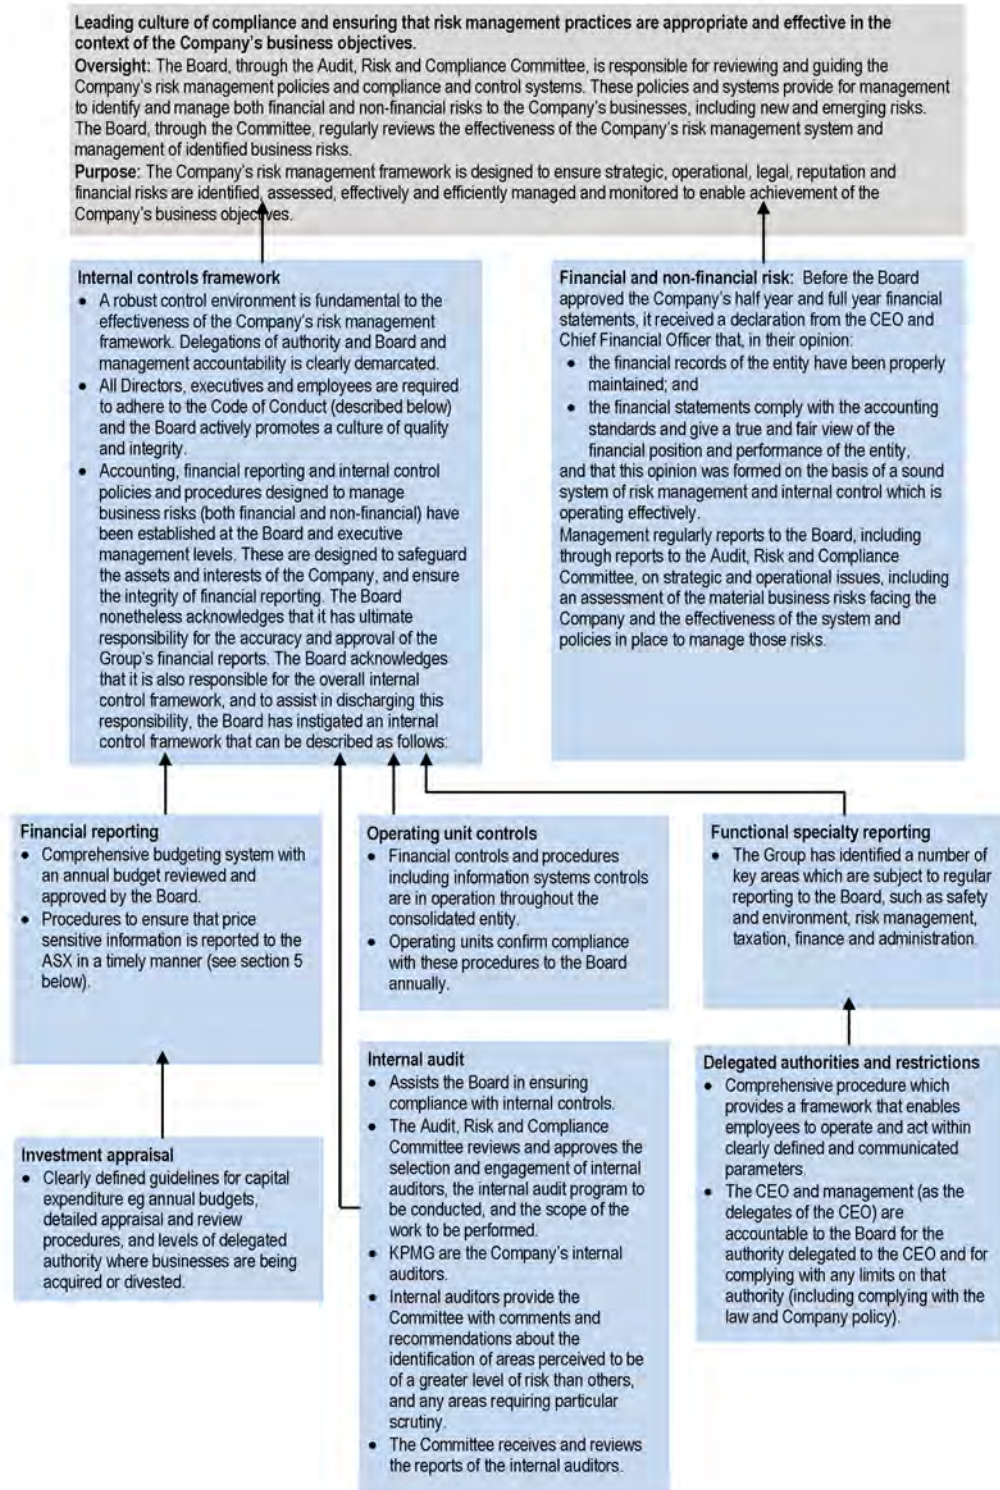 Leading culture of compliance and ensuring that risk management practices are appropriate and effective in the
context of the Company's business objectives.
Oversight: The Board, through the Audit, Risk and Compliance Committee, is responsible for reviewing and guiding the
Company's risk management policies and compliance and control systems. These policies and systems provide for management
to identify and manage both financial and non-financial risks to the Company's businesses, including new and emerging risks.
The Board, through the Committee, regularly reviews the effectiveness of the Company's risk management system and
management of identified business risks.
Purpose: The Company's risk management framework is designed to ensure strategic, operational, legal, reputation and
financial risks are identified, assessed, effectively and efficiently managed and monitored to enable achievement of the
Company's business objectives.
Internal controls framework
• A robust control environment is fundamental to the
effectiveness of the Company's risk management
framework. Delegations of authority and Board and
management accountability is clearly demarcated.
• All Directors, executives and employees are required
to adhere to the Code of Conduct (described below)
and the Board actively promotes a culture of quality
and integrity.
• Accounting, financial reporting and internal control
policies and procedures designed to manage
business risks (both financial and non-financial) have
been established at the Board and executive
management levels. These are designed to safeguard
the assets and interests of the Company, and ensure
the integrity of financial reporting. The Board
nonetheless acknowledges that it has ultimate
responsibility for the accuracy and approval of the
Group's financial reports. The Board acknowledges
that it is also responsible for the overall internal
control framework, and to assist in discharging this
responsibility, the Board has instigated an internal
control framework that can be described as follows:
Financial and non-financial risk: Before the Board
approved the Company's half year and full year financial
statements, it received a declaration from the CEO and
Chief Financial Officer that, in their opinion:
• the financial records of the entity have been properly
maintained; and
• the financial statements comply with the accounting
standards and give a true and fair view of the
financial position and performance of the entity,
and that this opinion was formed on the basis of a sound
system of risk management and internal control which is
operating effectively.
Management regularly reports to the Board, including
through reports to the Audit, Risk and Compliance
Committee, on strategic and operational issues, including
an assessment of the material business risks facing the
Company and the effectiveness of the system and
policies in place to manage those risks.
Financial reporting
• Comprehensive budgeting system with
an annual budget reviewed and
approved by the Board.
• Procedures to ensure that price
sensitive information is reported to the
ASX in a timely manner (see section 5
below).
Operating unit controls
• Financial controls and procedures
including information systems controls
are in operation throughout the
consolidated entity.
• Operating units confirm compliance
with these procedures to the Board
annually.
Functional specialty reporting
• The Group has identified a number of
key areas which are subject to regular
reporting to the Board, such as safety
and environment, risk management,
taxation, finance and administration.
Investment appraisal
• Clearly defined guidelines for capital
expenditure eg annual budgets,
detailed appraisal and review
procedures, and levels of delegated
authority where businesses are being
acquired or divested.
Internal audit
• Assists the Board in ensuring
compliance with internal controls.
• The Audit, Risk and Compliance
Committee reviews and approves the
selection and engagement of internal
auditors, the internal audit program to
be conducted, and the scope of the
work to be performed.
• KPMG are the Company's internal
auditors.
• Internal auditors provide the
Committee with comments and
recommendations about the
identification of areas perceived to be
of a greater level of risk than others,
and any areas requiring particular
scrutiny.
• The Committee receives and reviews
the reports of the internal auditors.
Delegated authorities and restrictions
• Comprehensive procedure which
provides a framework that enables
employees to operate and act within
clearly defined and communicated
parameters.
• The CEO and management (as the
delegates of the CEO) are
accountable to the Board for the
authority delegated to the CEO and for
complying with any limits on that
authority (including complying with the
law and Company policy).